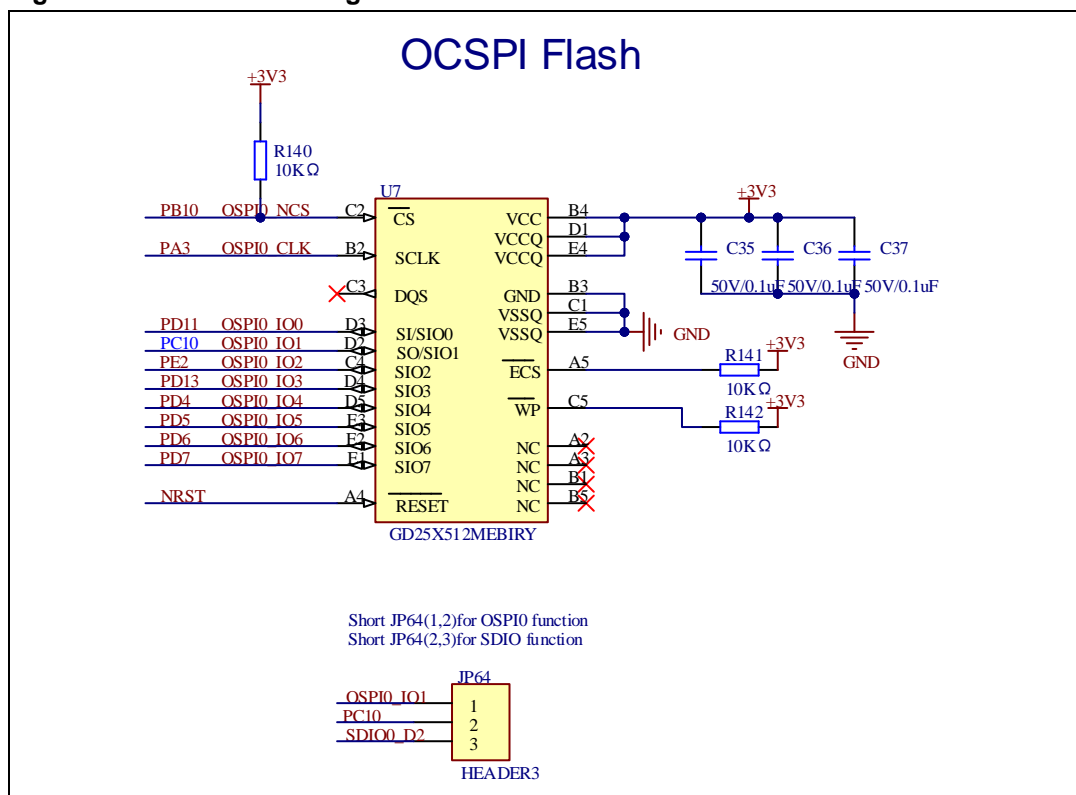 OCSPI Flash
+3V3
R140
10KΩ
U7
PB10 OSPI0_NCS C2 CS VCC B4
VCCQ D1
PA3 OSPI0_CLK B2 SCLK VCCQ E4
C3 DQS GND B3
VSSQ C1
PD11 OSPI0_IO0 D3 SI/SIO0 VSSQ E5 GND
PC10 OSPI0_IO1 D2 SO/SIO1
PE2 OSPI0_IO2 C4 SIO2 ECS A5 R141 +3V3
10KΩ
PD13 OSPI0_IO3 D4 SIO3
PD4 OSPI0_IO4 D5 SIO4 WP C5 R142 +3V3
10KΩ
PD5 OSPI0_IO5 E3 SIO5
PD6 OSPI0_IO6 E2 SIO6 NC A2
PD7 OSPI0_IO7 E1 SIO7 NC A3
NC B1
NRST A4 RESET NC B5
GD25X512MEBIRY
+3V3
C35 C36 C37
50V/0.1uF 50V/0.1uF 50V/0.1uF
GND
Short JP64(1,2)for OSPI0 function
Short JP64(2,3)for SDIO function
JP64
OSPI0_IO1 1
PC10 2
SDIO0_D2 3
HEADER3